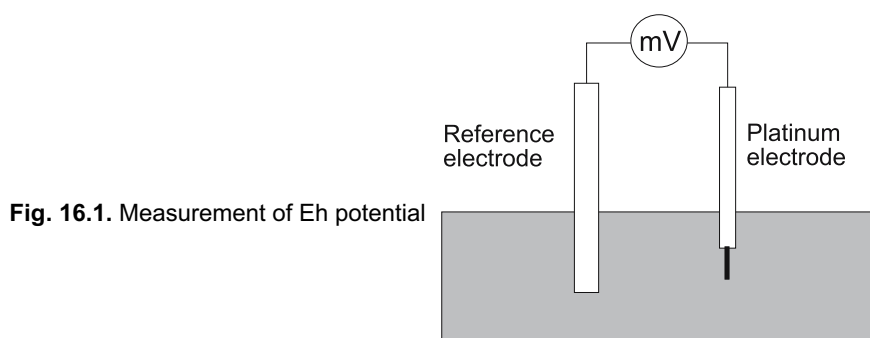 mV
Reference
electrode
Platinum
electrode
Fig. 16.1. Measurement of Eh potential